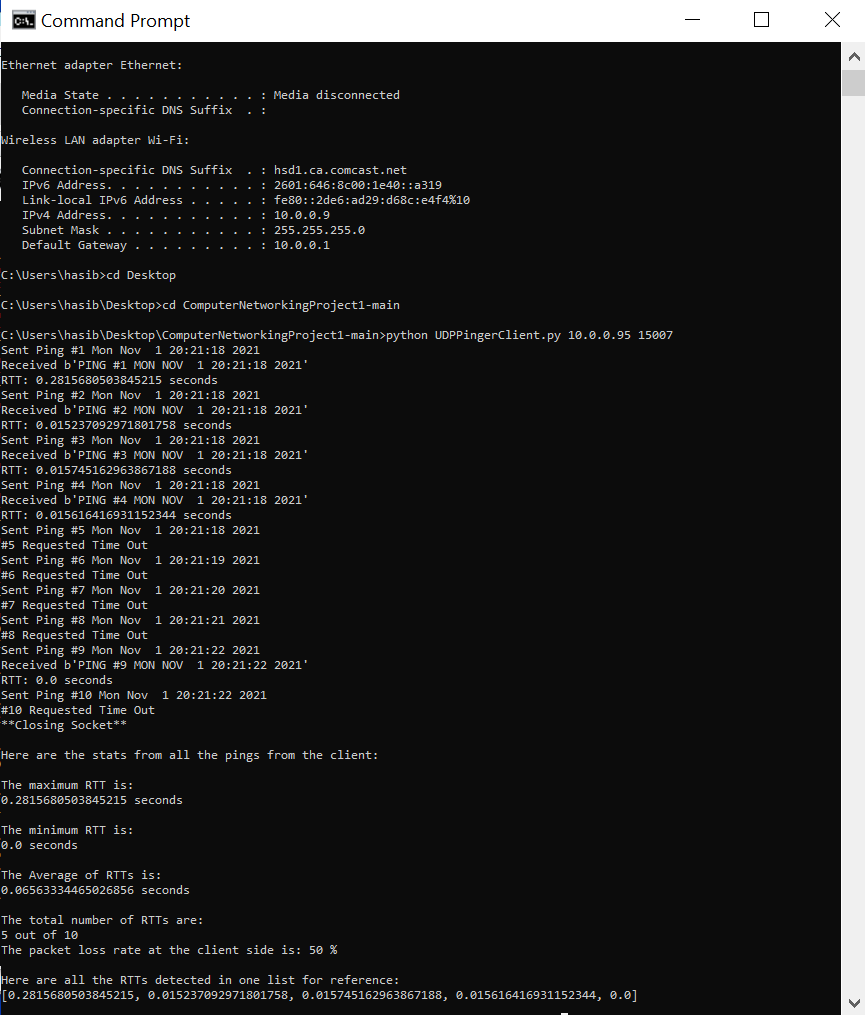 Command Prompt
Ethernet adapter Ethernet:
   Media State . . . . . . . . . . . : Media disconnected
   Connection-specific DNS Suffix  . :
Wireless LAN adapter Wi-Fi:
   Connection-specific DNS Suffix  . : hsd1.ca.comcast.net
   IPv6 Address. . . . . . . . . . . : 2601:646:8c00:1e40::a319
   Link-local IPv6 Address . . . . . : fe80::2de6:ad29:d68c:e4f4%10
   IPv4 Address. . . . . . . . . . . : 10.0.0.9
   Subnet Mask . . . . . . . . . . . : 255.255.255.0
   Default Gateway . . . . . . . . . : 10.0.0.1
C:\Users\hasib>cd Desktop
C:\Users\hasib\Desktop>cd ComputerNetworkingProject1-main
C:\Users\hasib\Desktop\ComputerNetworkingProject1-main>python UDPPingerClient.py 10.0.0.95 15007
Sent Ping #1 Mon Nov  1 20:21:18 2021
Received b'PING #1 MON NOV  1 20:21:18 2021'
RTT: 0.2815680503845215 seconds
Sent Ping #2 Mon Nov  1 20:21:18 2021
Received b'PING #2 MON NOV  1 20:21:18 2021'
RTT: 0.015237092971801758 seconds
Sent Ping #3 Mon Nov  1 20:21:18 2021
Received b'PING #3 MON NOV  1 20:21:18 2021'
RTT: 0.015745162963867188 seconds
Sent Ping #4 Mon Nov  1 20:21:18 2021
Received b'PING #4 MON NOV  1 20:21:18 2021'
RTT: 0.015616416931152344 seconds
Sent Ping #5 Mon Nov  1 20:21:18 2021
#5 Requested Time Out
Sent Ping #6 Mon Nov  1 20:21:19 2021
#6 Requested Time Out
Sent Ping #7 Mon Nov  1 20:21:20 2021
#7 Requested Time Out
Sent Ping #8 Mon Nov  1 20:21:21 2021
#8 Requested Time Out
Sent Ping #9 Mon Nov  1 20:21:22 2021
Received b'PING #9 MON NOV  1 20:21:22 2021'
RTT: 0.0 seconds
Sent Ping #10 Mon Nov  1 20:21:22 2021
#10 Requested Time Out
**Closing Socket**
Here are the stats from all the pings from the client:
The maximum RTT is:
0.2815680503845215 seconds
The minimum RTT is:
0.0 seconds
The Average of RTTs is:
0.06563334465026856 seconds
The total number of RTTs are:
5 out of 10
The packet loss rate at the client side is: 50 %
Here are all the RTTs detected in one list for reference:
[0.2815680503845215, 0.015237092971801758, 0.015745162963867188, 0.015616416931152344, 0.0]